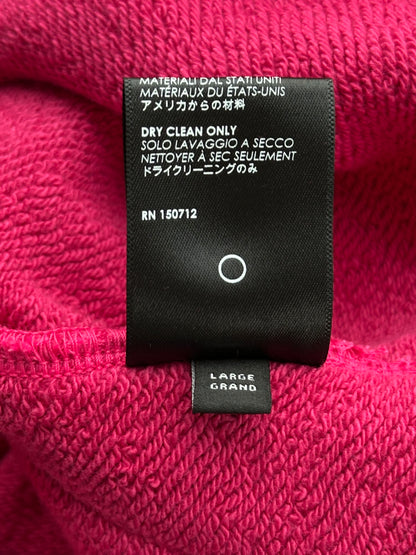 MATERIALI DAL STATI UNITI
MATÉRIAUX DU ÉTATS-UNIS
アメリカからの材料
DRY CLEAN ONLY
SOLO LAVAGGIO A SECCO
NETTOYER À SEC SEULEMENT
ドライクリーニングのみ
RN 150712
LARGE
GRAND